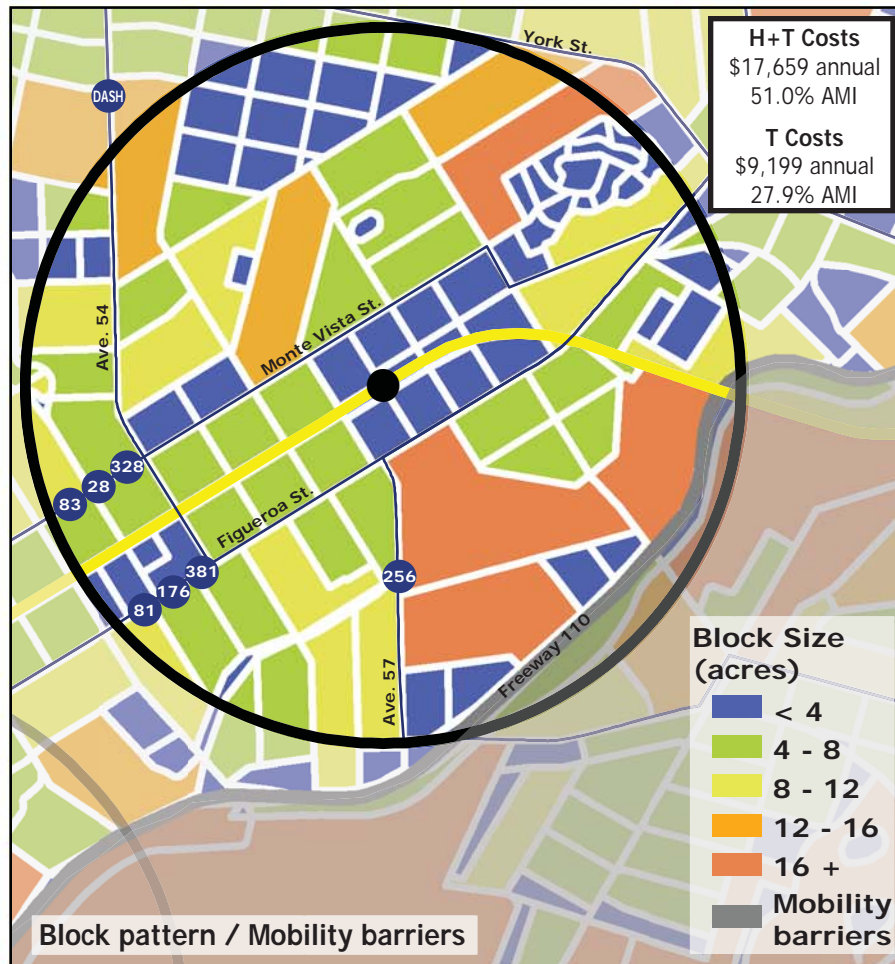 York St.
H+T Costs
$17,659 annual
51.0% AMI
T Costs
$9,199 annual
27.9% AMI
DASH
Ave. 54
Monte Vista St.
328
28
83
Figueroa St.
381
176
81
256
Ave. 57
Freeway 110
Block Size
(acres)
< 4
4 - 8
8 - 12
12 - 16
16 +
Mobility
barriers
Block pattern / Mobility barriers